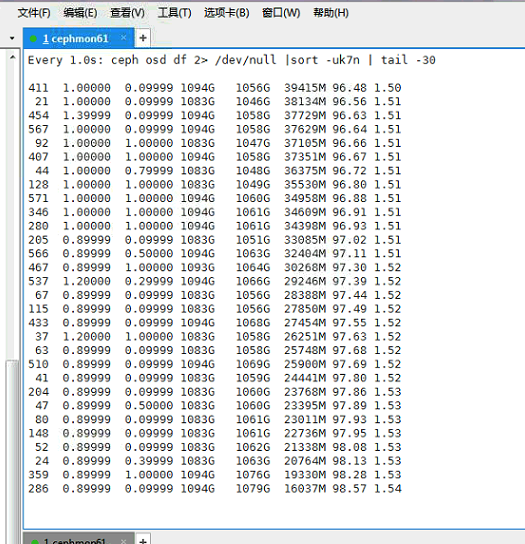 文件(F) 编辑(E) 查看(V) 工具(T) 选项卡(B) 窗口(W) 帮助(H)
1 cephmon61 × +
Every 1.0s: ceph osd df 2> /dev/null |sort -uk7n | tail -30
411 1.00000 0.09999 1094G 1056G 39415M 96.48 1.50
21 1.00000 0.09999 1083G 1046G 38134M 96.56 1.51
454 1.39999 0.09999 1094G 1058G 37729M 96.63 1.51
567 1.00000 0.09999 1094G 1058G 37629M 96.64 1.51
92 1.00000 1.00000 1083G 1047G 37105M 96.66 1.51
407 1.00000 1.00000 1094G 1058G 37351M 96.67 1.51
44 1.00000 0.79999 1083G 1048G 36375M 96.72 1.51
128 1.00000 1.00000 1083G 1049G 35530M 96.80 1.51
571 1.00000 1.00000 1094G 1060G 34958M 96.88 1.51
346 1.00000 1.00000 1094G 1061G 34609M 96.91 1.51
280 1.00000 1.00000 1094G 1061G 34398M 96.93 1.51
205 0.89999 0.09999 1083G 1051G 33085M 97.02 1.51
566 0.89999 0.50000 1094G 1063G 32404M 97.11 1.51
467 0.89999 1.00000 1093G 1064G 30268M 97.30 1.52
537 1.20000 0.29999 1094G 1066G 29246M 97.39 1.52
67 0.89999 0.09999 1083G 1056G 28388M 97.44 1.52
115 0.89999 0.09999 1083G 1056G 27850M 97.49 1.52
433 0.89999 0.09999 1094G 1068G 27454M 97.55 1.52
37 1.20000 1.00000 1083G 1058G 26251M 97.63 1.52
63 0.89999 0.09999 1083G 1058G 25748M 97.68 1.52
510 0.89999 0.09999 1094G 1069G 25900M 97.69 1.52
41 0.89999 0.09999 1083G 1059G 24441M 97.80 1.52
204 0.89999 0.09999 1083G 1060G 23768M 97.86 1.53
47 0.89999 0.50000 1083G 1060G 23395M 97.89 1.53
80 0.89999 0.09999 1083G 1061G 23011M 97.93 1.53
148 0.89999 0.09999 1083G 1061G 22736M 97.95 1.53
52 0.89999 0.09999 1083G 1062G 21338M 98.08 1.53
24 0.89999 0.39999 1083G 1063G 20764M 98.13 1.53
359 0.89999 1.00000 1094G 1076G 19330M 98.28 1.53
286 0.89999 0.09999 1094G 1079G 16037M 98.57 1.54
1 cephmon61 × +